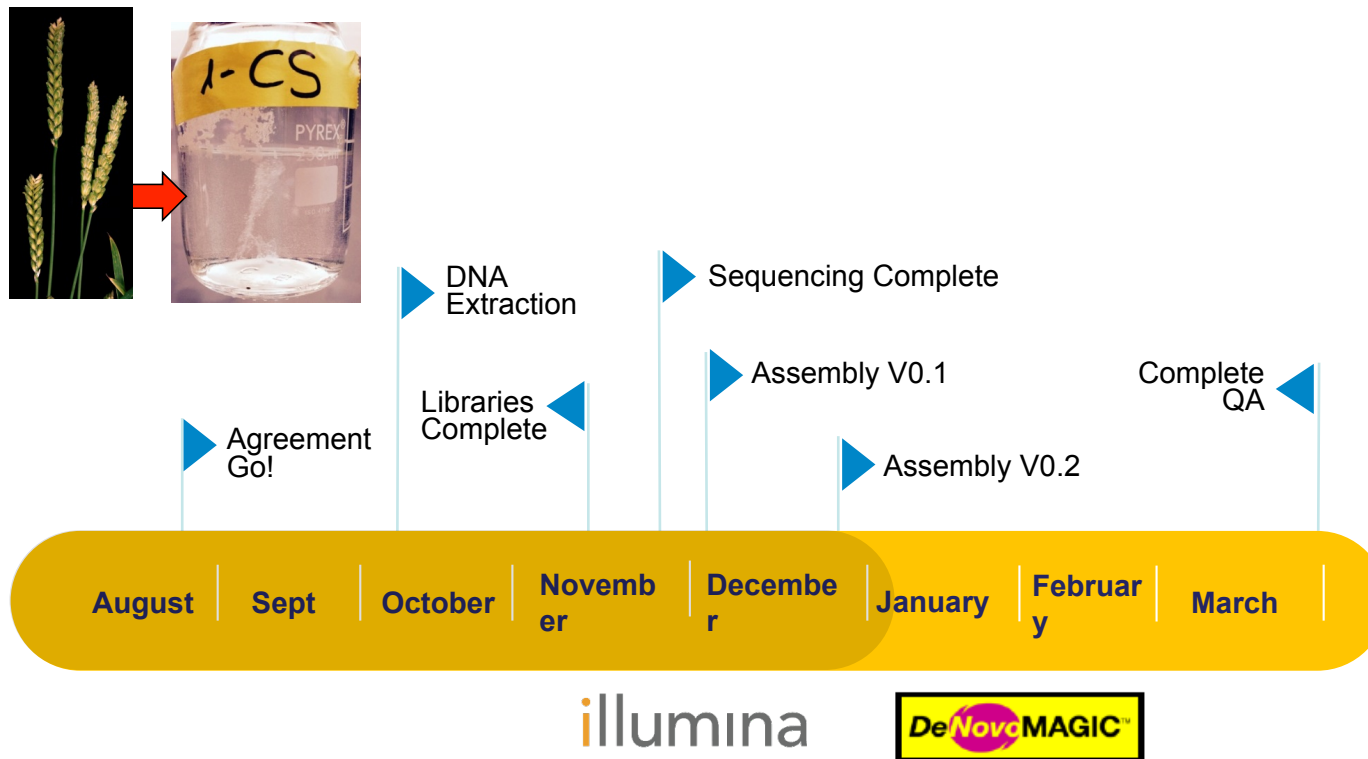 1-CS
PYREX
DNA
Extraction
Sequencing Complete
Assembly V0.1
Complete
QA
Libraries
Complete
Agreement
Go!
Assembly V0.2
August
Sept
October
Novemb
er
Decembe
r
January
Februar
y
March
illumina
DeNovoMAGIC™